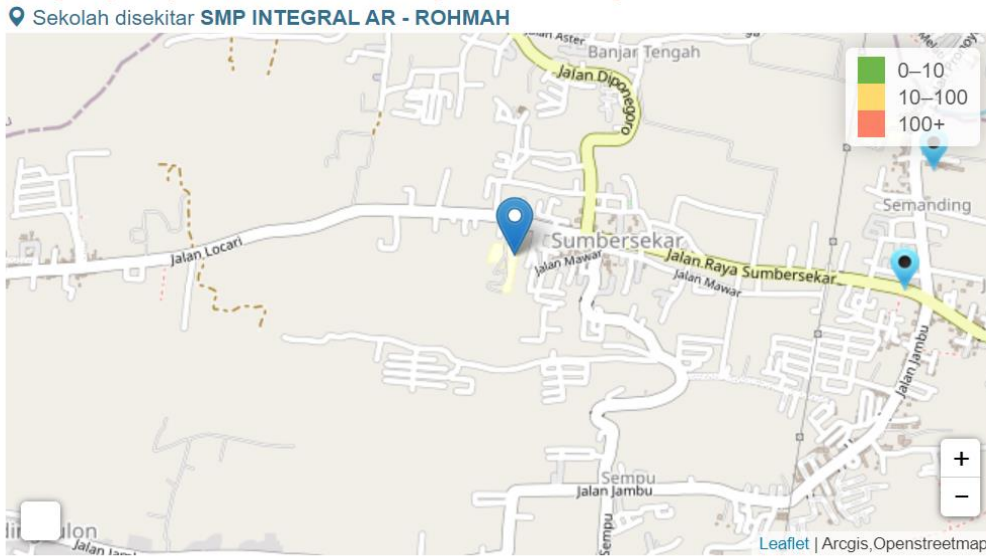 Sekolah disekitar SMP INTEGRAL AR - ROHMAH
Jalan Aster
Banjar Tengah
Jalan Diponegoro
0–10
10–100
100+
Semanding
Jalan Locari
Sumbersekar
Jalan Mawar
Jalan Raya Sumbersekar
Jalan Mawar
Jalan Jambu
+
−
Sempu
Jalan Jambu
Sempu
Leaflet | Arcgis,Openstreetmap